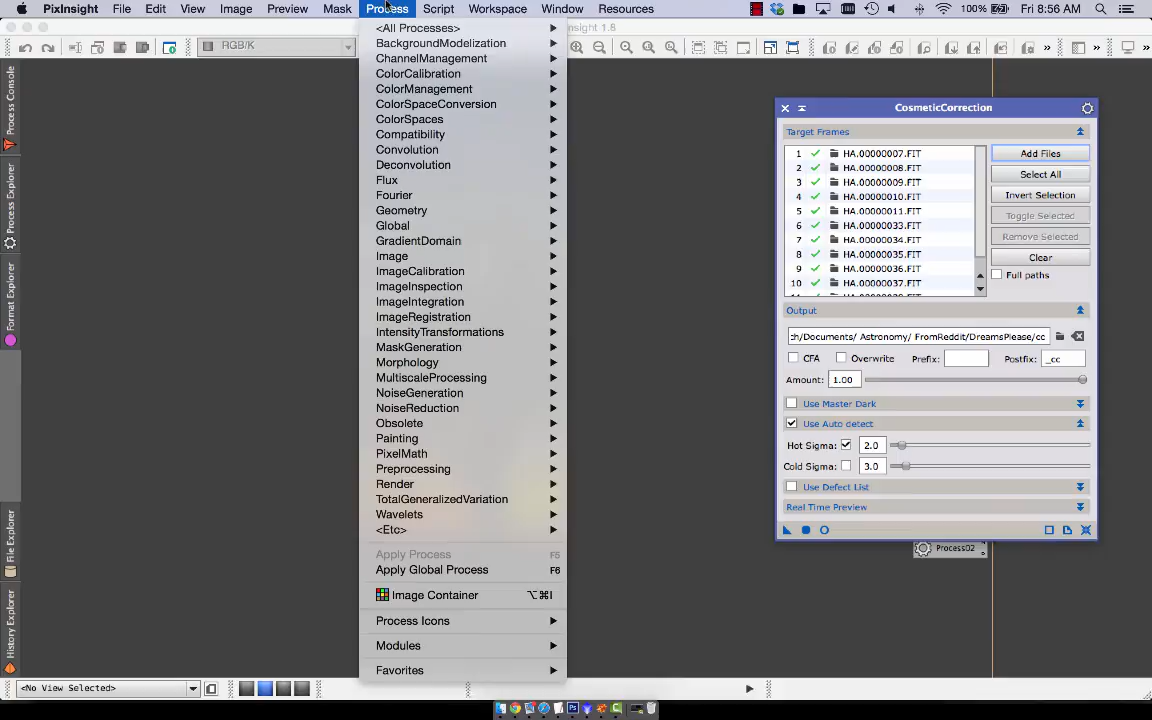 PixInsight File Edit View Image Preview Mask Process Script Workspace Window Resources 100% Fri 8:56 AM
Insight 1.8
RGB/K
Process Console
Process Explorer
Format Explorer
File Explorer
History Explorer
<All Processes>
BackgroundModelization
ChannelManagement
ColorCalibration
ColorManagement
ColorSpaceConversion
ColorSpaces
Compatibility
Convolution
Deconvolution
Flux
Fourier
Geometry
Global
GradientDomain
Image
ImageCalibration
ImageInspection
ImageIntegration
ImageRegistration
IntensityTransformations
MaskGeneration
Morphology
MultiscaleProcessing
NoiseGeneration
NoiseReduction
Obsolete
Painting
PixelMath
Preprocessing
Render
TotalGeneralizedVariation
Wavelets
<Etc>
Apply Process F5
Apply Global Process F6
Image Container ⌥⌘I
Process Icons
Modules
Favorites
CosmeticCorrection
Target Frames
1 HA.00000007.FIT
2 HA.00000008.FIT
3 HA.00000009.FIT
4 HA.00000010.FIT
5 HA.00000011.FIT
6 HA.00000033.FIT
7 HA.00000034.FIT
8 HA.00000035.FIT
9 HA.00000036.FIT
10 HA.00000037.FIT
Add Files
Select All
Invert Selection
Toggle Selected
Remove Selected
Clear
Full paths
Output
:h/Documents/ Astronomy/ FromReddit/DreamsPlease/cc
CFA Overwrite Prefix: Postfix: _cc
Amount: 1.00
Use Master Dark
Use Auto detect
Hot Sigma: 2.0
Cold Sigma: 3.0
Use Defect List
Real Time Preview
Process02
<No View Selected>